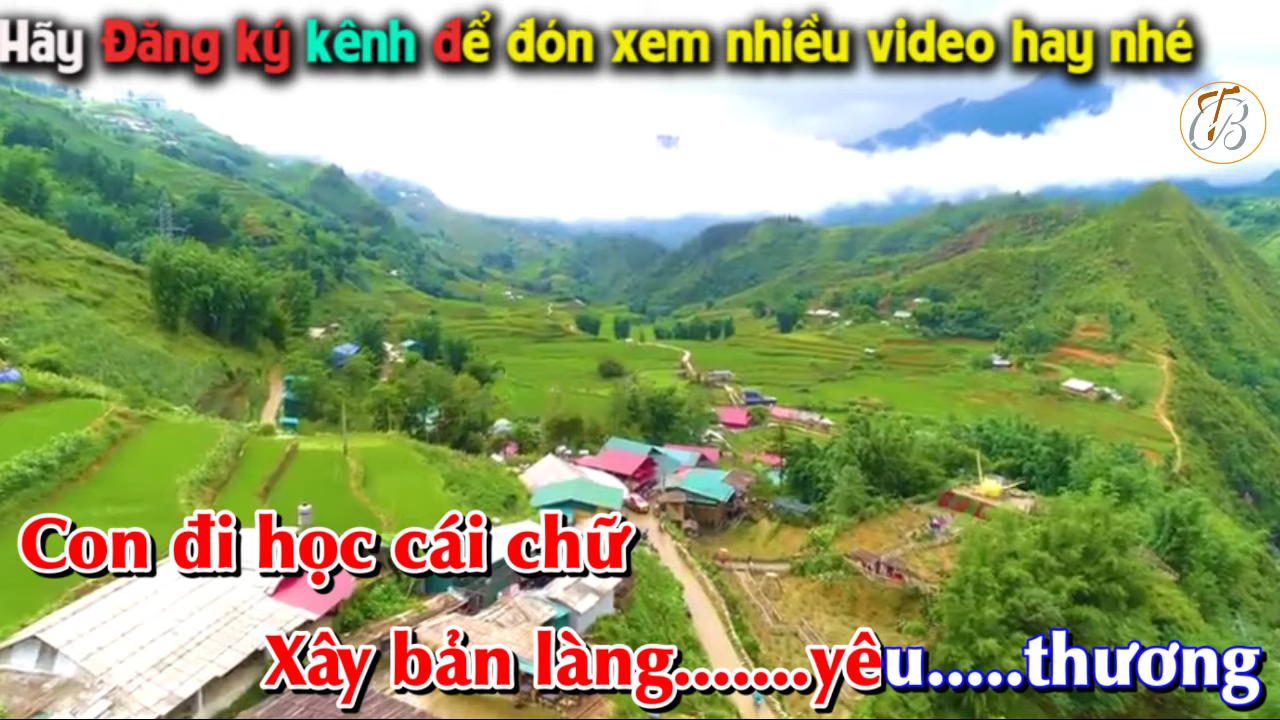 Hãy Đăng ký kênh để đón xem nhiều video hay nhé
TB
Con đi học cái chữ
Xây bản làng.......yêu.....thương